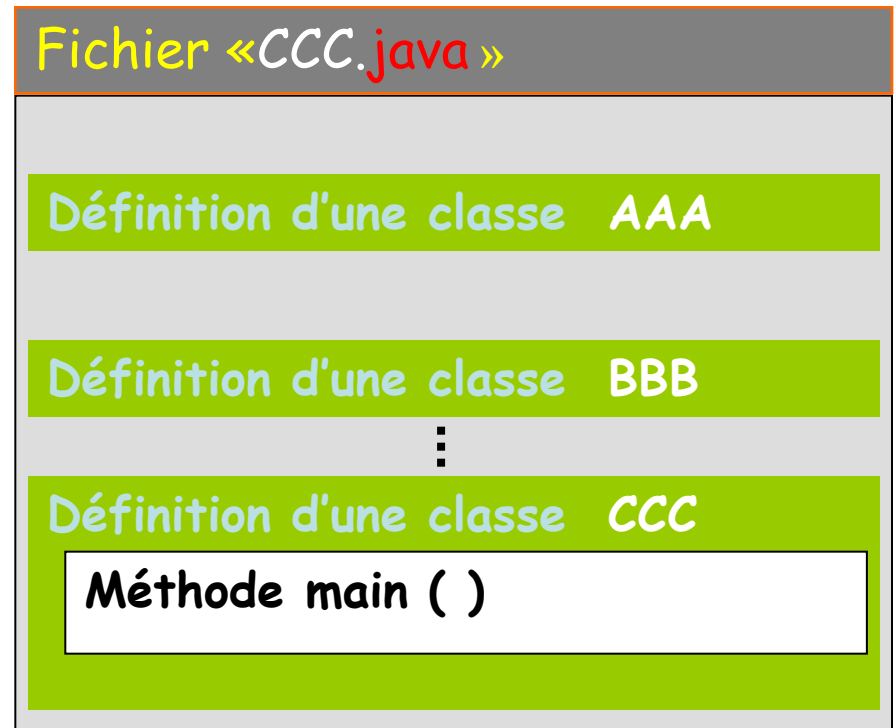 Fichier «CCC.java »
Définition d'une classe AAA
Définition d'une classe BBB
⋮
Définition d'une classe CCC
Méthode main ( )